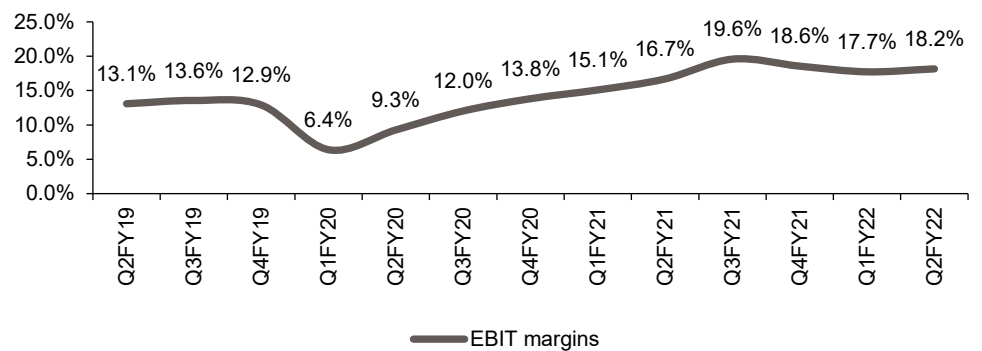 25.0%
20.0%
15.0%
10.0%
5.0%
0.0%
13.1% 13.6% 12.9% 6.4% 9.3% 12.0% 13.8% 15.1% 16.7% 19.6% 18.6% 17.7% 18.2%
Q2FY19
Q3FY19
Q4FY19
Q1FY20
Q2FY20
Q3FY20
Q4FY20
Q1FY21
Q2FY21
Q3FY21
Q4FY21
Q1FY22
Q2FY22
EBIT margins